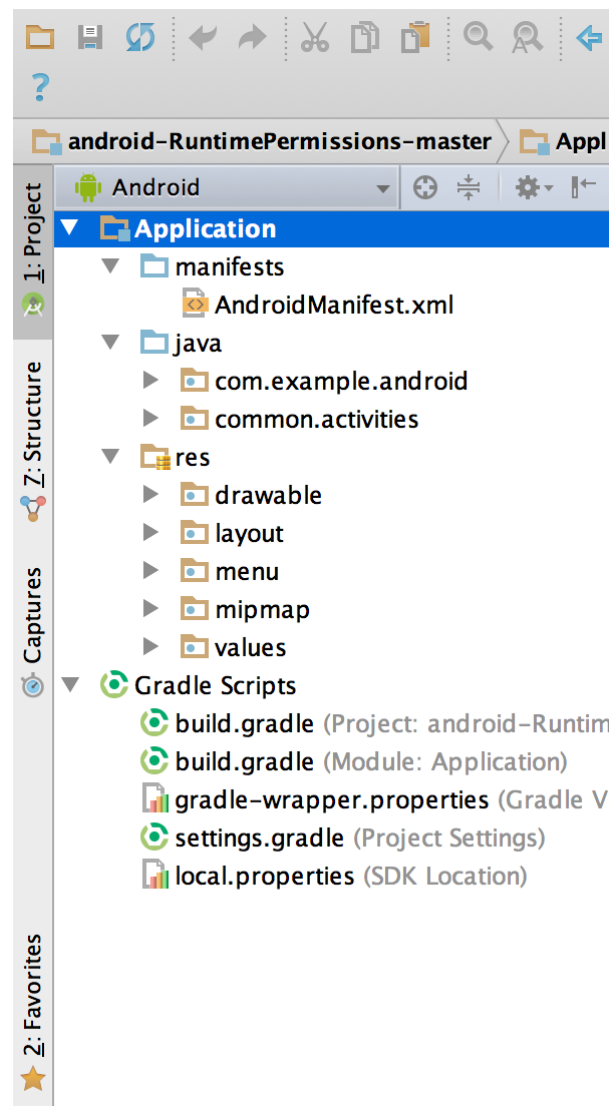 ?
android-RuntimePermissions-master Appl
Android
Application
manifests
AndroidManifest.xml
java
com.example.android
common.activities
res
drawable
layout
menu
mipmap
values
Gradle Scripts
build.gradle (Project: android-Runtim
build.gradle (Module: Application)
gradle-wrapper.properties (Gradle V
settings.gradle (Project Settings)
local.properties (SDK Location)
1: Project
7: Structure
Captures
2: Favorites